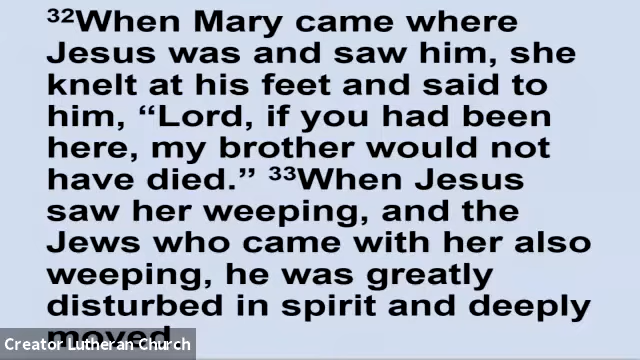 ³²When Mary came where
Jesus was and saw him, she
knelt at his feet and said to
him, “Lord, if you had been
here, my brother would not
have died.” ³³When Jesus
saw her weeping, and the
Jews who came with her also
weeping, he was greatly
disturbed in spirit and deeply
moved
Creator Lutheran Church